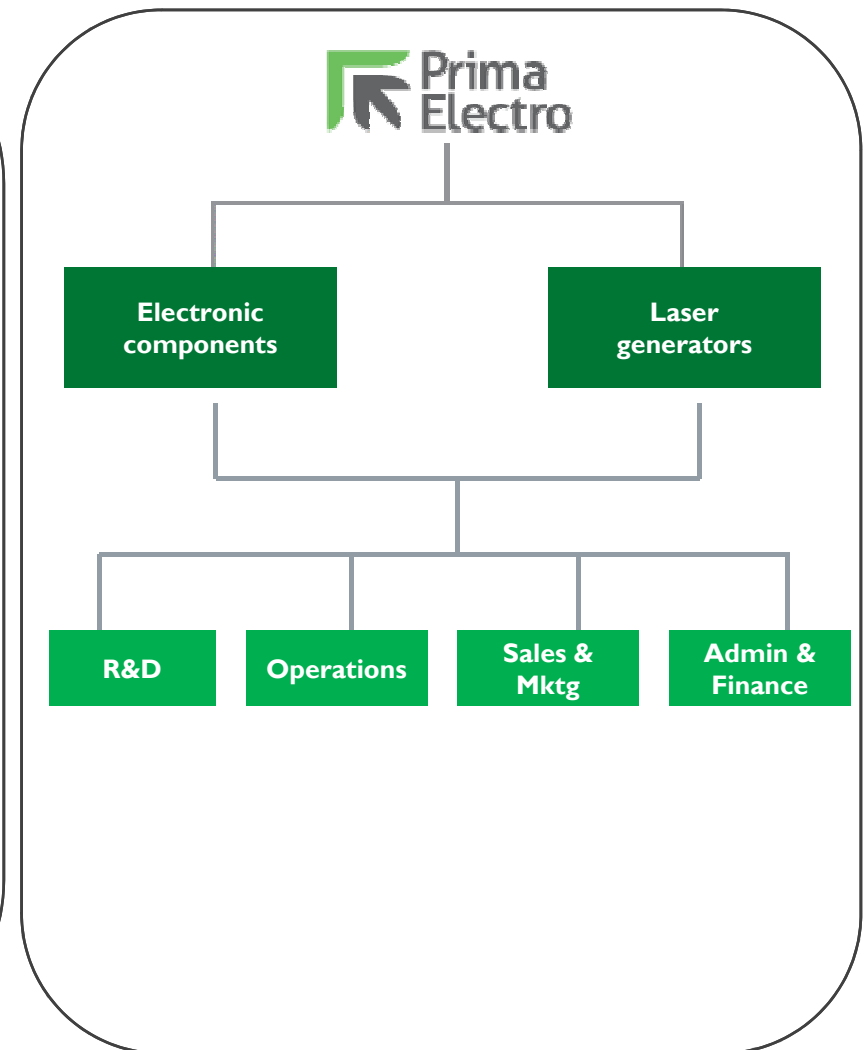 Prima
Electro
Electronic
components
Laser
generators
R&D
Operations
Sales &
Mktg
Admin &
Finance